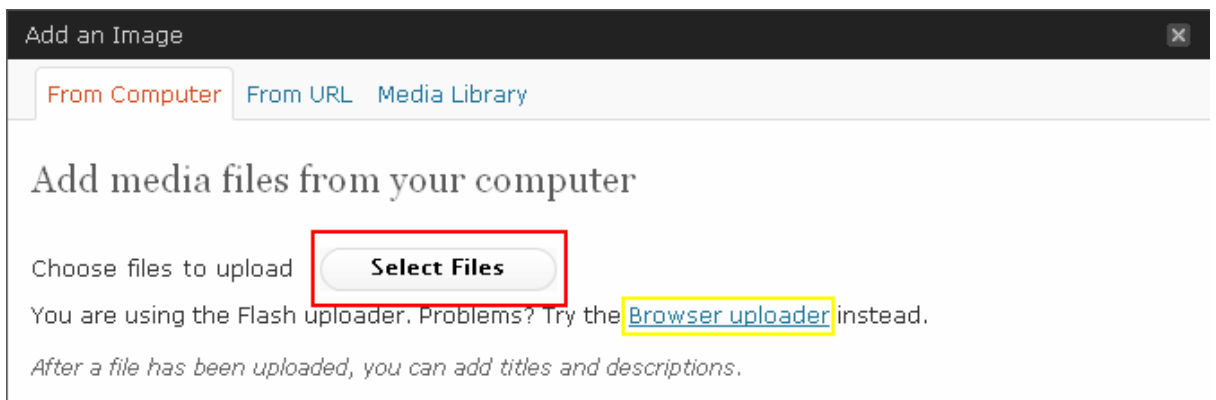 Add an Image
From Computer From URL Media Library
Add media files from your computer
Choose files to upload Select Files
You are using the Flash uploader. Problems? Try the Browser uploader instead.
After a file has been uploaded, you can add titles and descriptions.